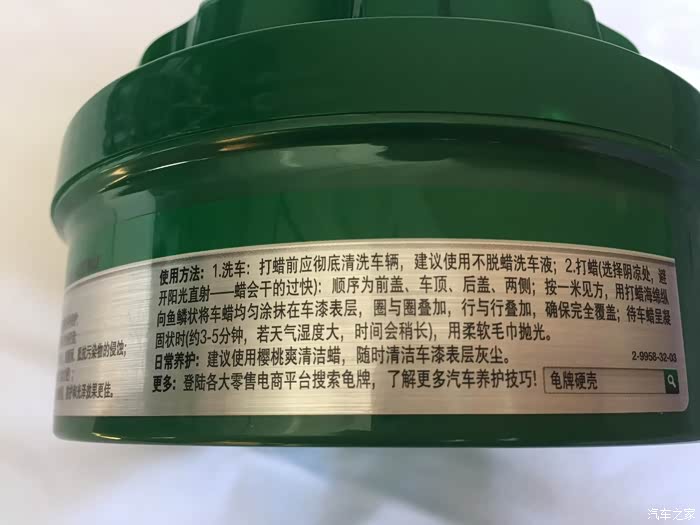 使用方法：1.洗车：打蜡前应彻底清洗车辆，建议使用不脱蜡洗车液；2.打蜡(选择阴凉处，避
开阳光直射——蜡会干的过快)：顺序为前盖、车顶、后盖、两侧；按一米见方，用打蜡海绵纵
向鱼鳞状将车蜡均匀涂抹在车漆表层，圈与圈叠加，行与行叠加，确保完全覆盖；待车蜡呈凝
固状时(约3-5分钟，若天气湿度大，时间会稍长)，用柔软毛巾抛光。
日常养护：建议使用樱桃爽清洁蜡，随时清洁车漆表层灰尘。
2-9958-32-03
更多：登陆各大零售电商平台搜索龟牌，了解更多汽车养护技巧！
龟牌硬壳
污染物的侵蚀；
效果更佳。
汽车之家